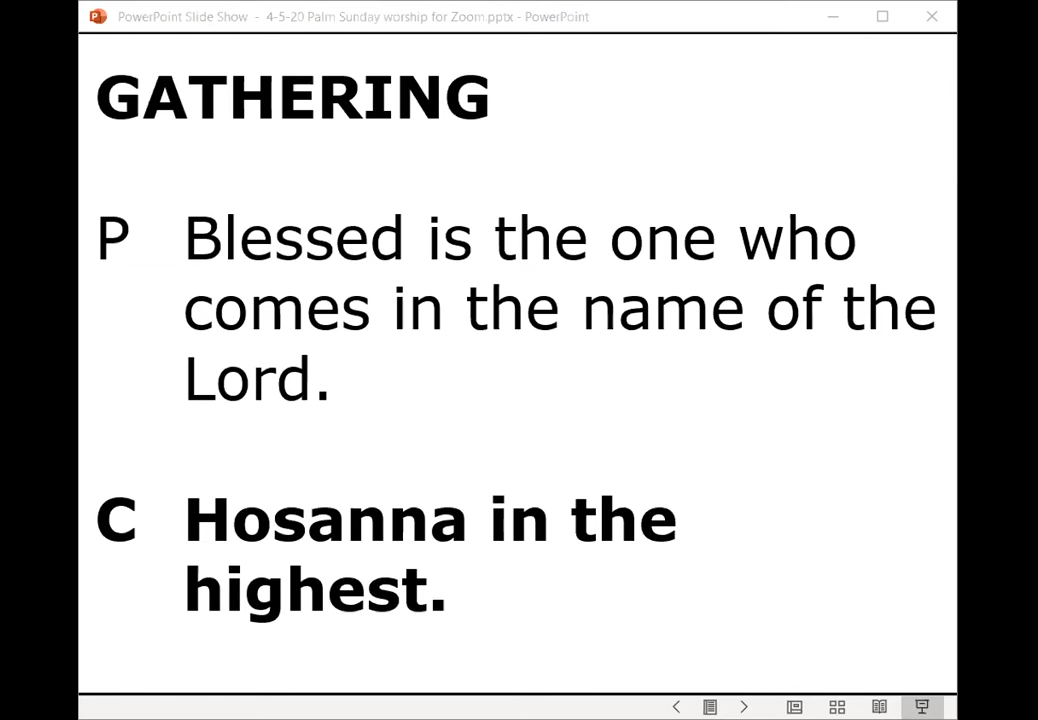 PowerPoint Slide Show - 4-5-20 Palm Sunday worship for Zoom.pptx - PowerPoint
GATHERING
P Blessed is the one who
comes in the name of the
Lord.
C Hosanna in the
highest.